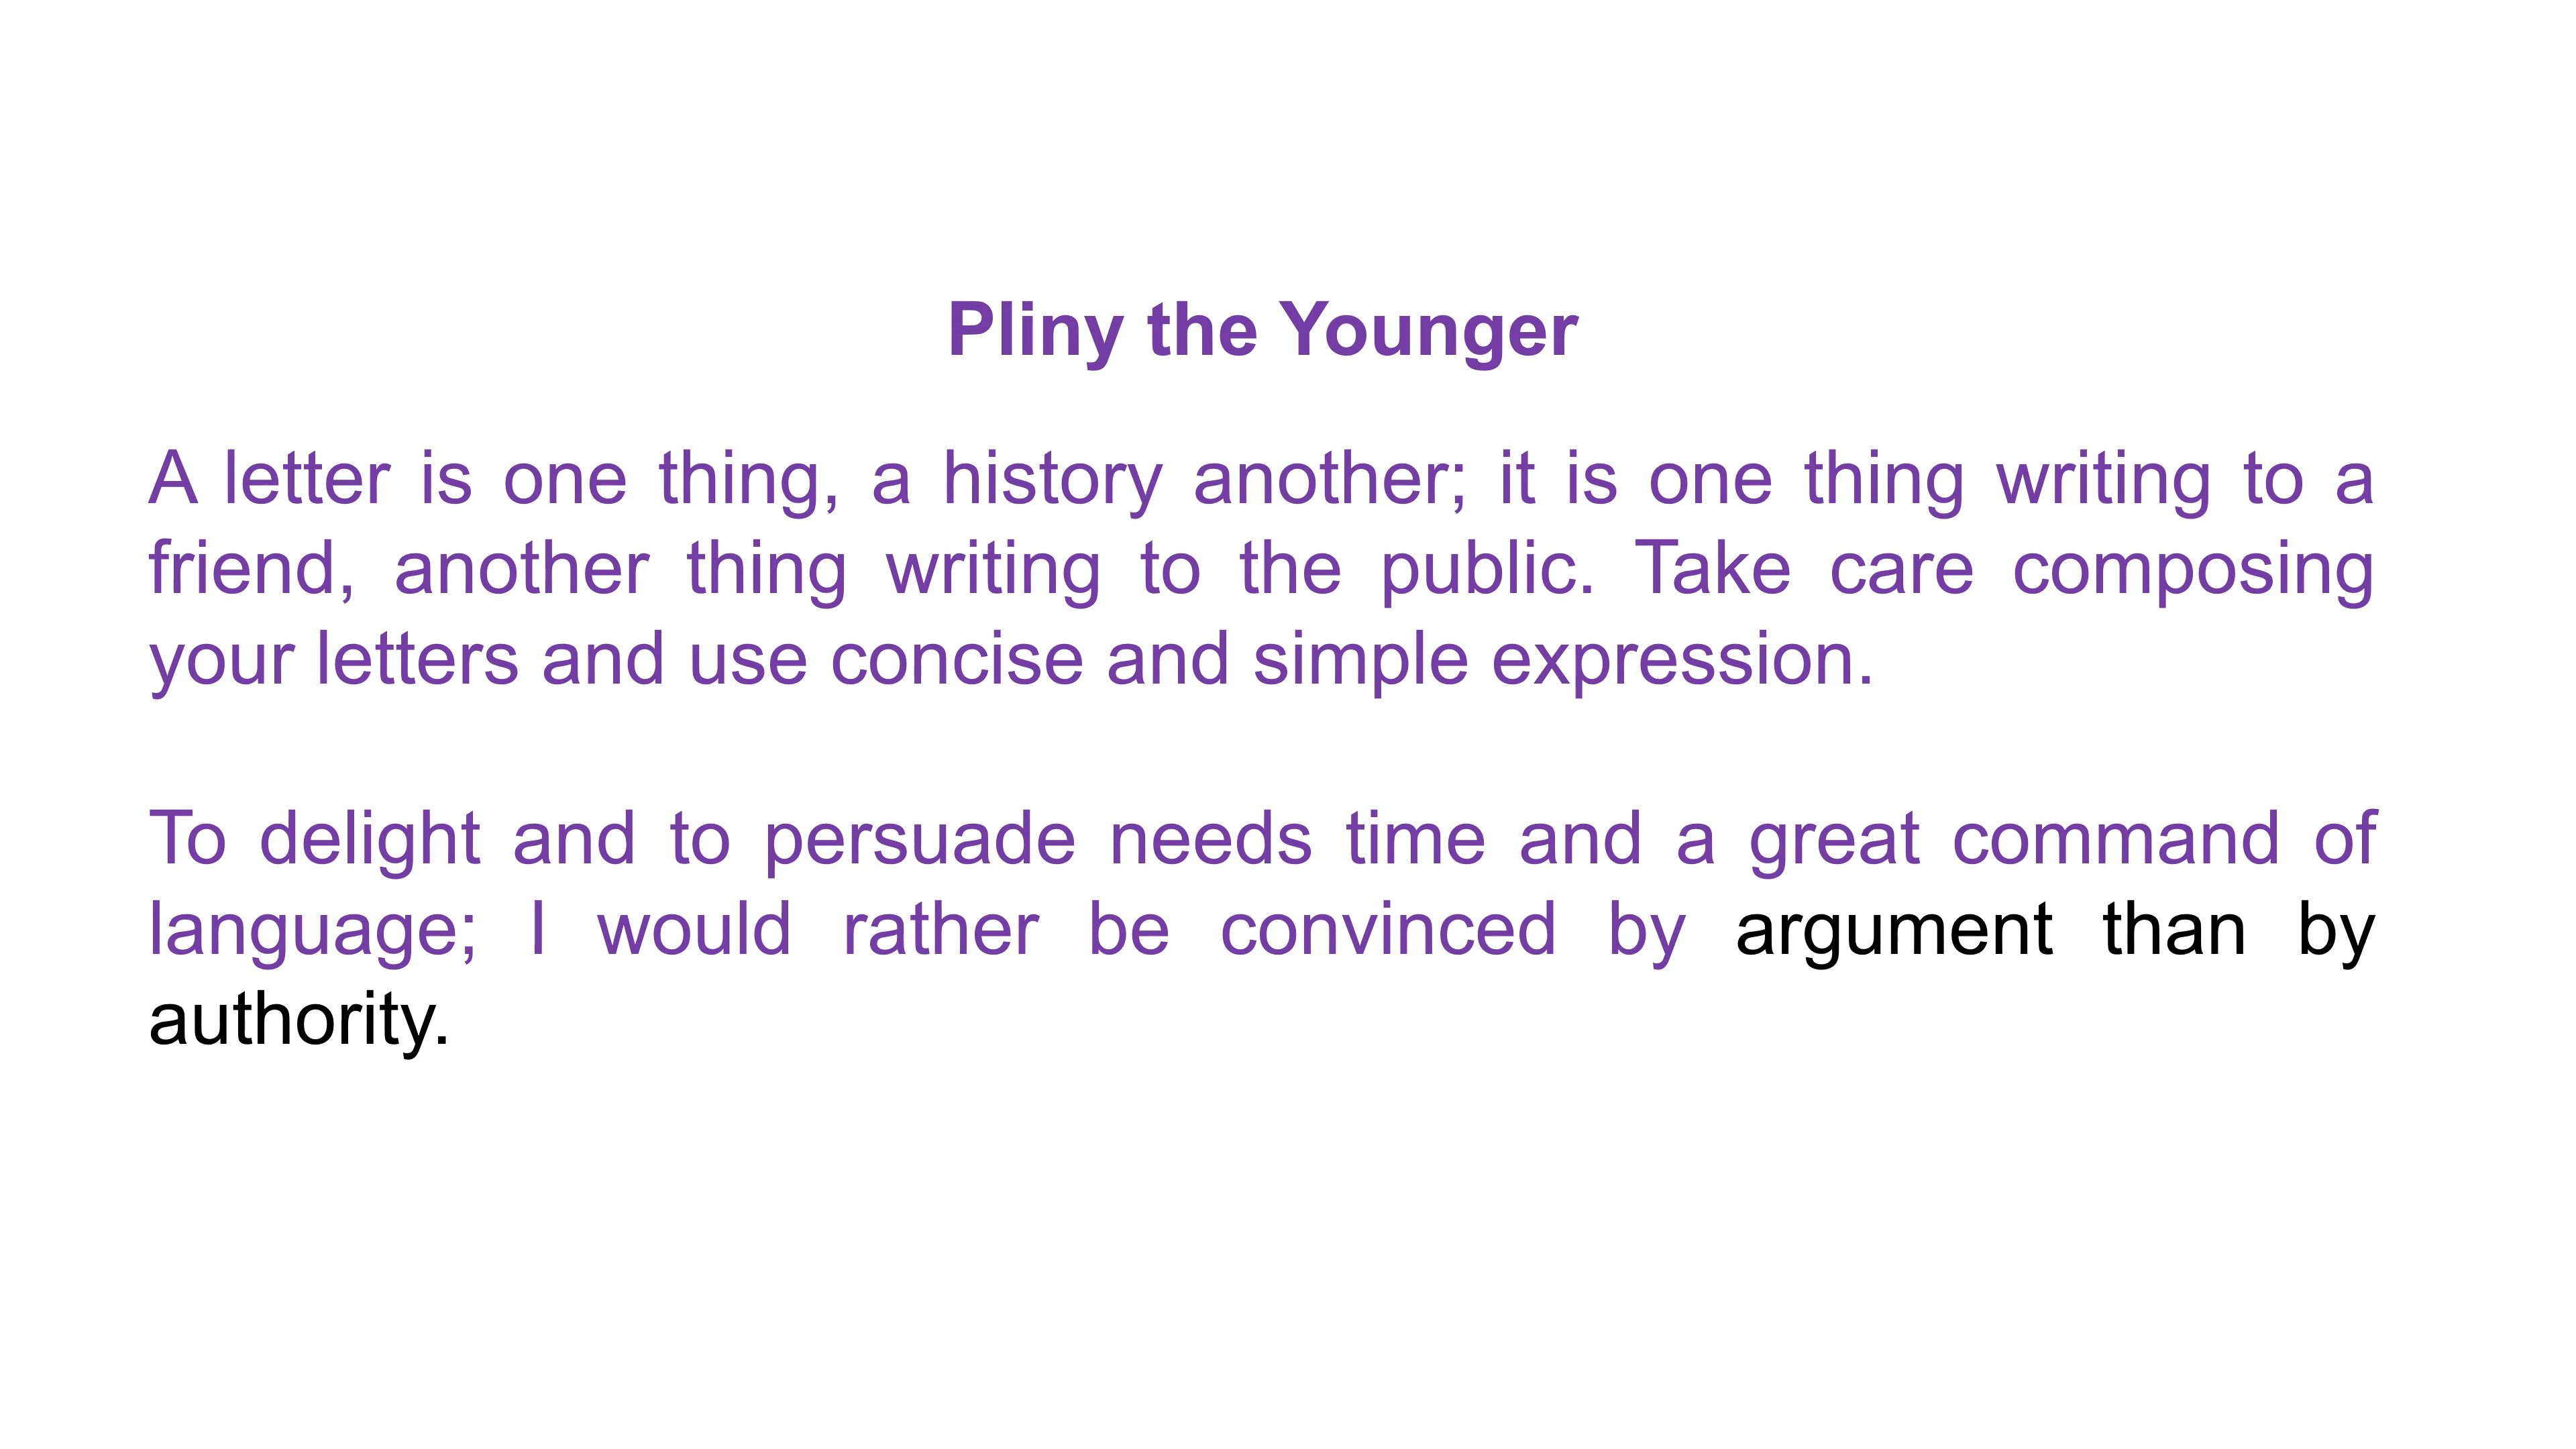 Pliny the Younger
A letter is one thing, a history another; it is one thing writing to a
friend, another thing writing to the public. Take care composing
your letters and use concise and simple expression.
To delight and to persuade needs time and a great command of
language; I would rather be convinced by argument than by
authority.